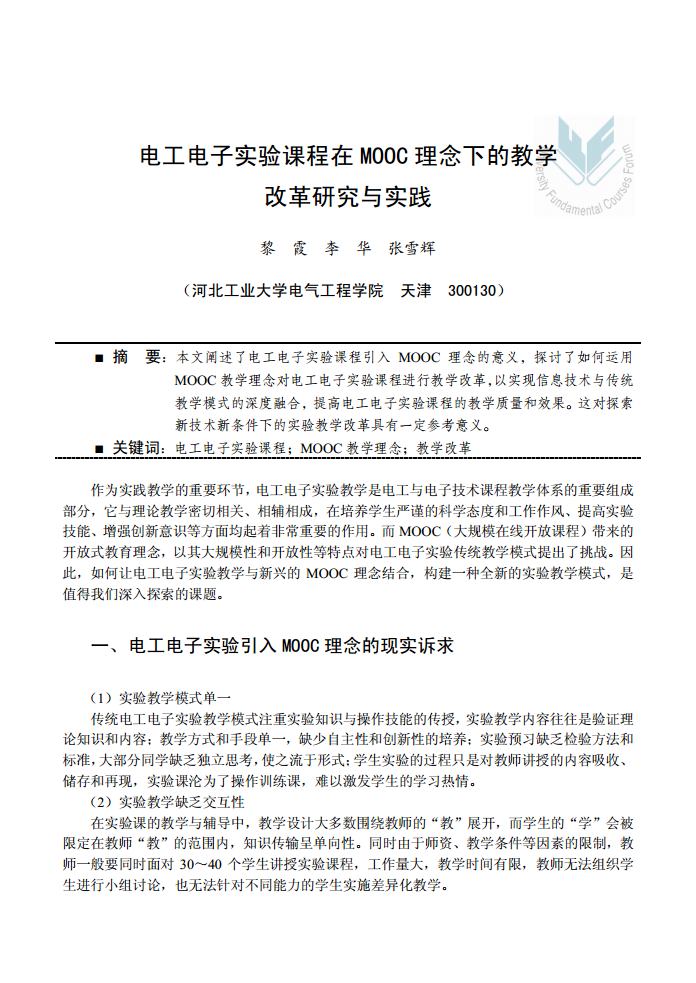 电工电子实验课程在 MOOC 理念下的教学
改革研究与实践
ersity Fundamental Courses Forum
黎　霞　李　华　张雪辉
（河北工业大学电气工程学院　天津　300130）
■ 摘　要：本文阐述了电工电子实验课程引入 MOOC 理念的意义，探讨了如何运用
MOOC 教学理念对电工电子实验课程进行教学改革，以实现信息技术与传统
教学模式的深度融合，提高电工电子实验课程的教学质量和效果。这对探索
新技术新条件下的实验教学改革具有一定参考意义。
■ 关键词：电工电子实验课程；MOOC 教学理念；教学改革
作为实践教学的重要环节，电工电子实验教学是电工与电子技术课程教学体系的重要组成
部分，它与理论教学密切相关、相辅相成，在培养学生严谨的科学态度和工作作风、提高实验
技能、增强创新意识等方面均起着非常重要的作用。而 MOOC（大规模在线开放课程）带来的
开放式教育理念，以其大规模性和开放性等特点对电工电子实验传统教学模式提出了挑战。因
此，如何让电工电子实验教学与新兴的 MOOC 理念结合，构建一种全新的实验教学模式，是
值得我们深入探索的课题。
一、电工电子实验引入 MOOC 理念的现实诉求
（1）实验教学模式单一
传统电工电子实验教学模式注重实验知识与操作技能的传授，实验教学内容往往是验证理
论知识和内容；教学方式和手段单一，缺少自主性和创新性的培养；实验预习缺乏检验方法和
标准，大部分同学缺乏独立思考，使之流于形式；学生实验的过程只是对教师讲授的内容吸收、
储存和再现，实验课沦为了操作训练课，难以激发学生的学习热情。
（2）实验教学缺乏交互性
在实验课的教学与辅导中，教学设计大多数围绕教师的“教”展开，而学生的“学”会被
限定在教师“教”的范围内，知识传输呈单向性。同时由于师资、教学条件等因素的限制，教
师一般要同时面对 30～40 个学生讲授实验课程，工作量大，教学时间有限，教师无法组织学
生进行小组讨论，也无法针对不同能力的学生实施差异化教学。